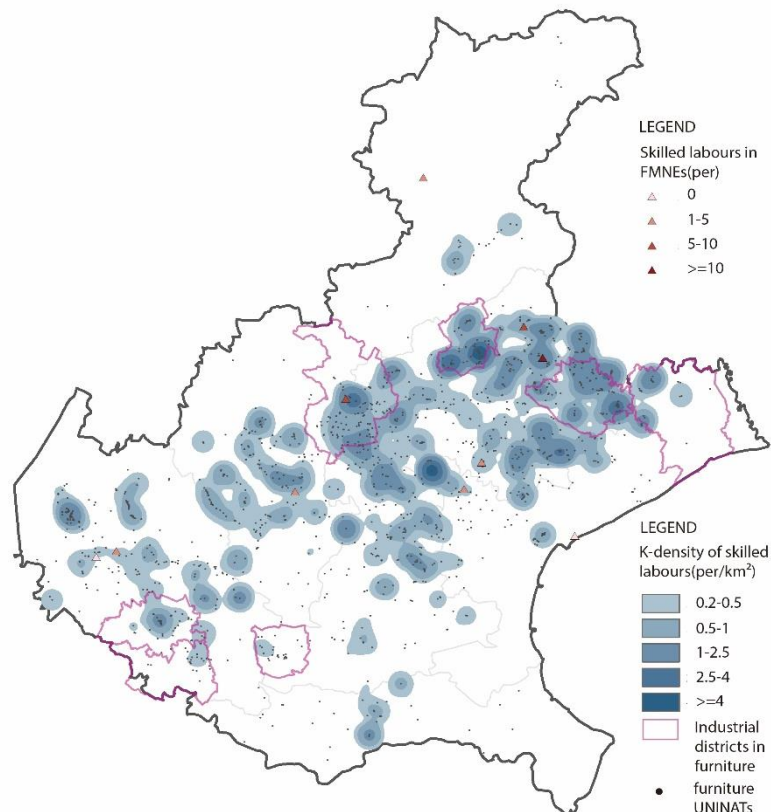 LEGEND
Skilled labours in
FMNEs(per)
0
1-5
5-10
>=10
LEGEND
K-density of skilled
labours(per/km²)
0.2-0.5
0.5-1
1-2.5
2.5-4
>=4
Industrial
districts in
furniture
furniture
UNINATs